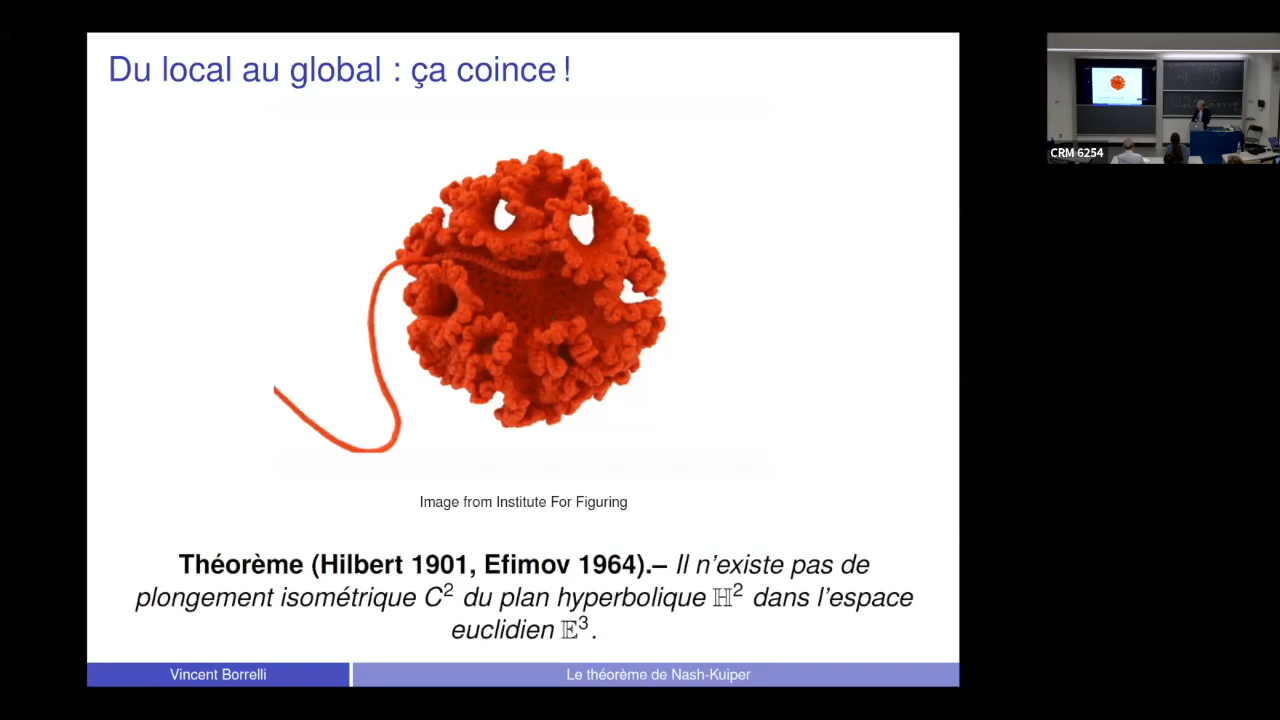 Du local au global : ça coince !
CRM 6254
Image from Institute For Figuring
Théorème (Hilbert 1901, Efimov 1964).– Il n'existe pas de
plongement isométrique C² du plan hyperbolique ℍ² dans l'espace
euclidien 𝔼³.
Vincent Borrelli
Le théorème de Nash-Kuiper